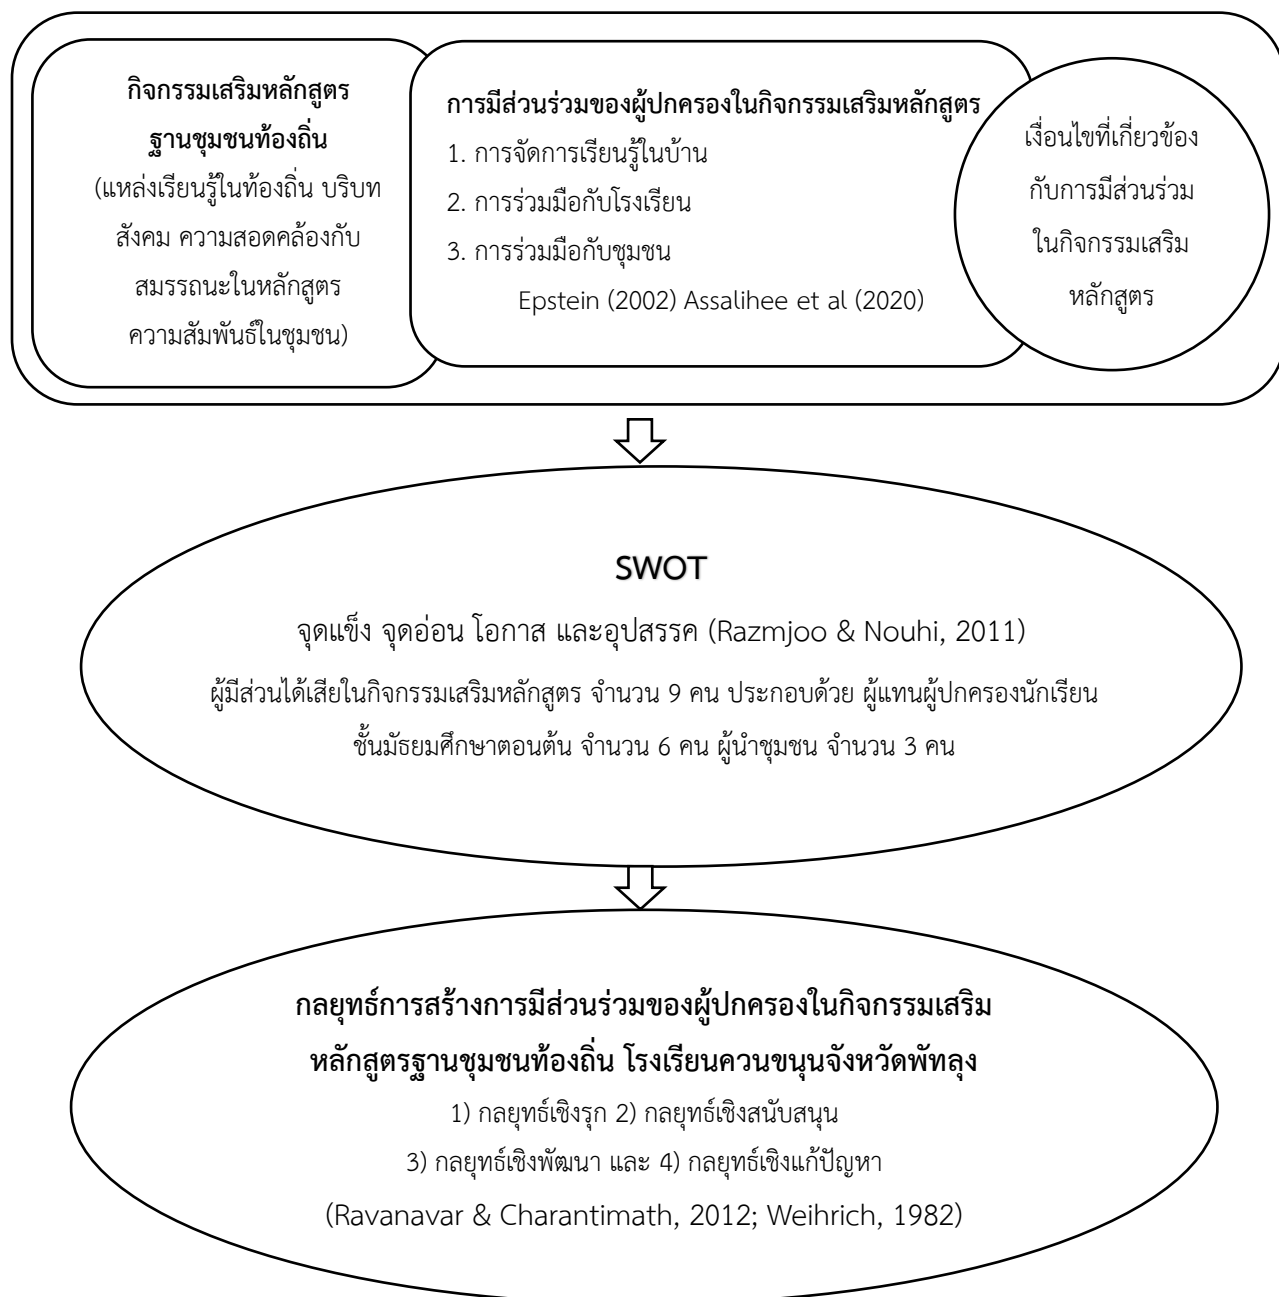 กิจกรรมเสริมหลักสูตร
ฐานชุมชนท้องถิ่น
(แหล่งเรียนรู้ในท้องถิ่น บริบท
สังคม ความสอดคล้องกับ
สมรรถนะในหลักสูตร
ความสัมพันธ์ในชุมชน)
การมีส่วนร่วมของผู้ปกครองในกิจกรรมเสริมหลักสูตร
1. การจัดการเรียนรู้ในบ้าน
2. การร่วมมือกับโรงเรียน
3. การร่วมมือกับชุมชน
Epstein (2002) Assalihee et al (2020)
เงื่อนไขที่เกี่ยวข้อง
กับการมีส่วนร่วม
ในกิจกรรมเสริม
หลักสูตร
SWOT
จุดแข็ง จุดอ่อน โอกาส และอุปสรรค (Razmjoo & Nouhi, 2011)
ผู้มีส่วนได้เสียในกิจกรรมเสริมหลักสูตร จำนวน 9 คน ประกอบด้วย ผู้แทนผู้ปกครองนักเรียน
ชั้นมัธยมศึกษาตอนต้น จำนวน 6 คน ผู้นำชุมชน จำนวน 3 คน
กลยุทธ์การสร้างการมีส่วนร่วมของผู้ปกครองในกิจกรรมเสริม
หลักสูตรฐานชุมชนท้องถิ่น โรงเรียนควนขนุนจังหวัดพัทลุง
1) กลยุทธ์เชิงรุก 2) กลยุทธ์เชิงสนับสนุน
3) กลยุทธ์เชิงพัฒนา และ 4) กลยุทธ์เชิงแก้ปัญหา
(Ravanavar & Charantimath, 2012; Weihrich, 1982)